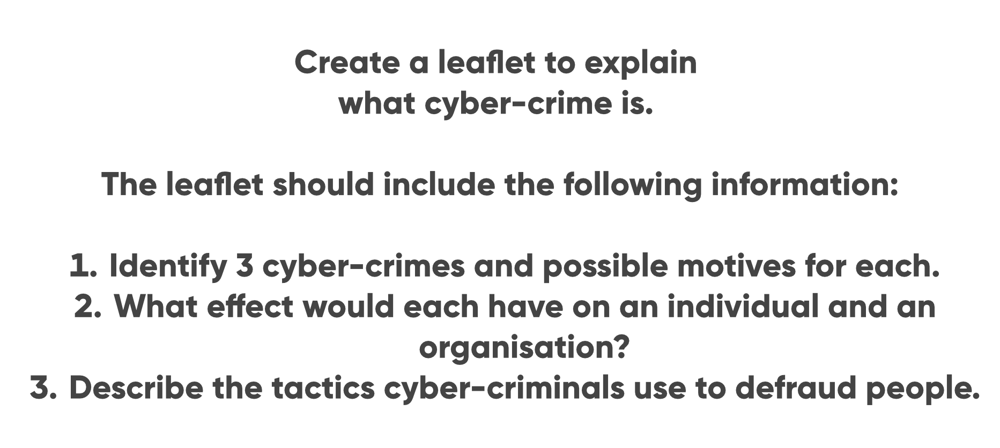 Create a leaflet to explain
what cyber-crime is.
The leaflet should include the following information:
1. Identify 3 cyber-crimes and possible motives for each.
2. What effect would each have on an individual and an
organisation?
3. Describe the tactics cyber-criminals use to defraud people.